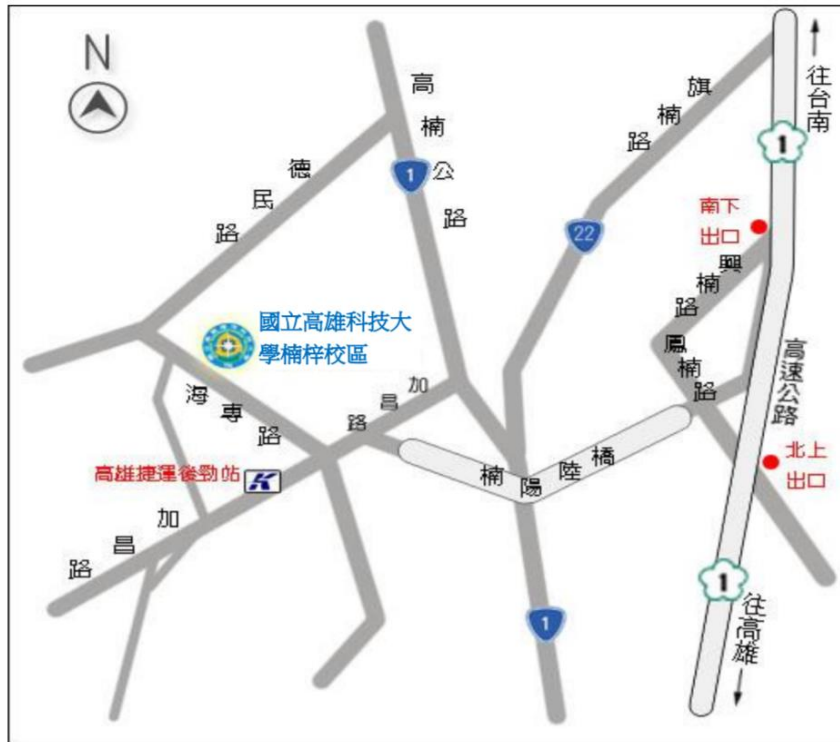 N
往台南
高楠公路
旗楠路
1
1
德民路
22
南下
出口
興楠路
國立高雄科技大
學楠梓校區
鳳楠路
高速公路
海專路
加昌路
高雄捷運後勁站
K
楠陽陸橋
北上
出口
加昌路
1
1
往高雄